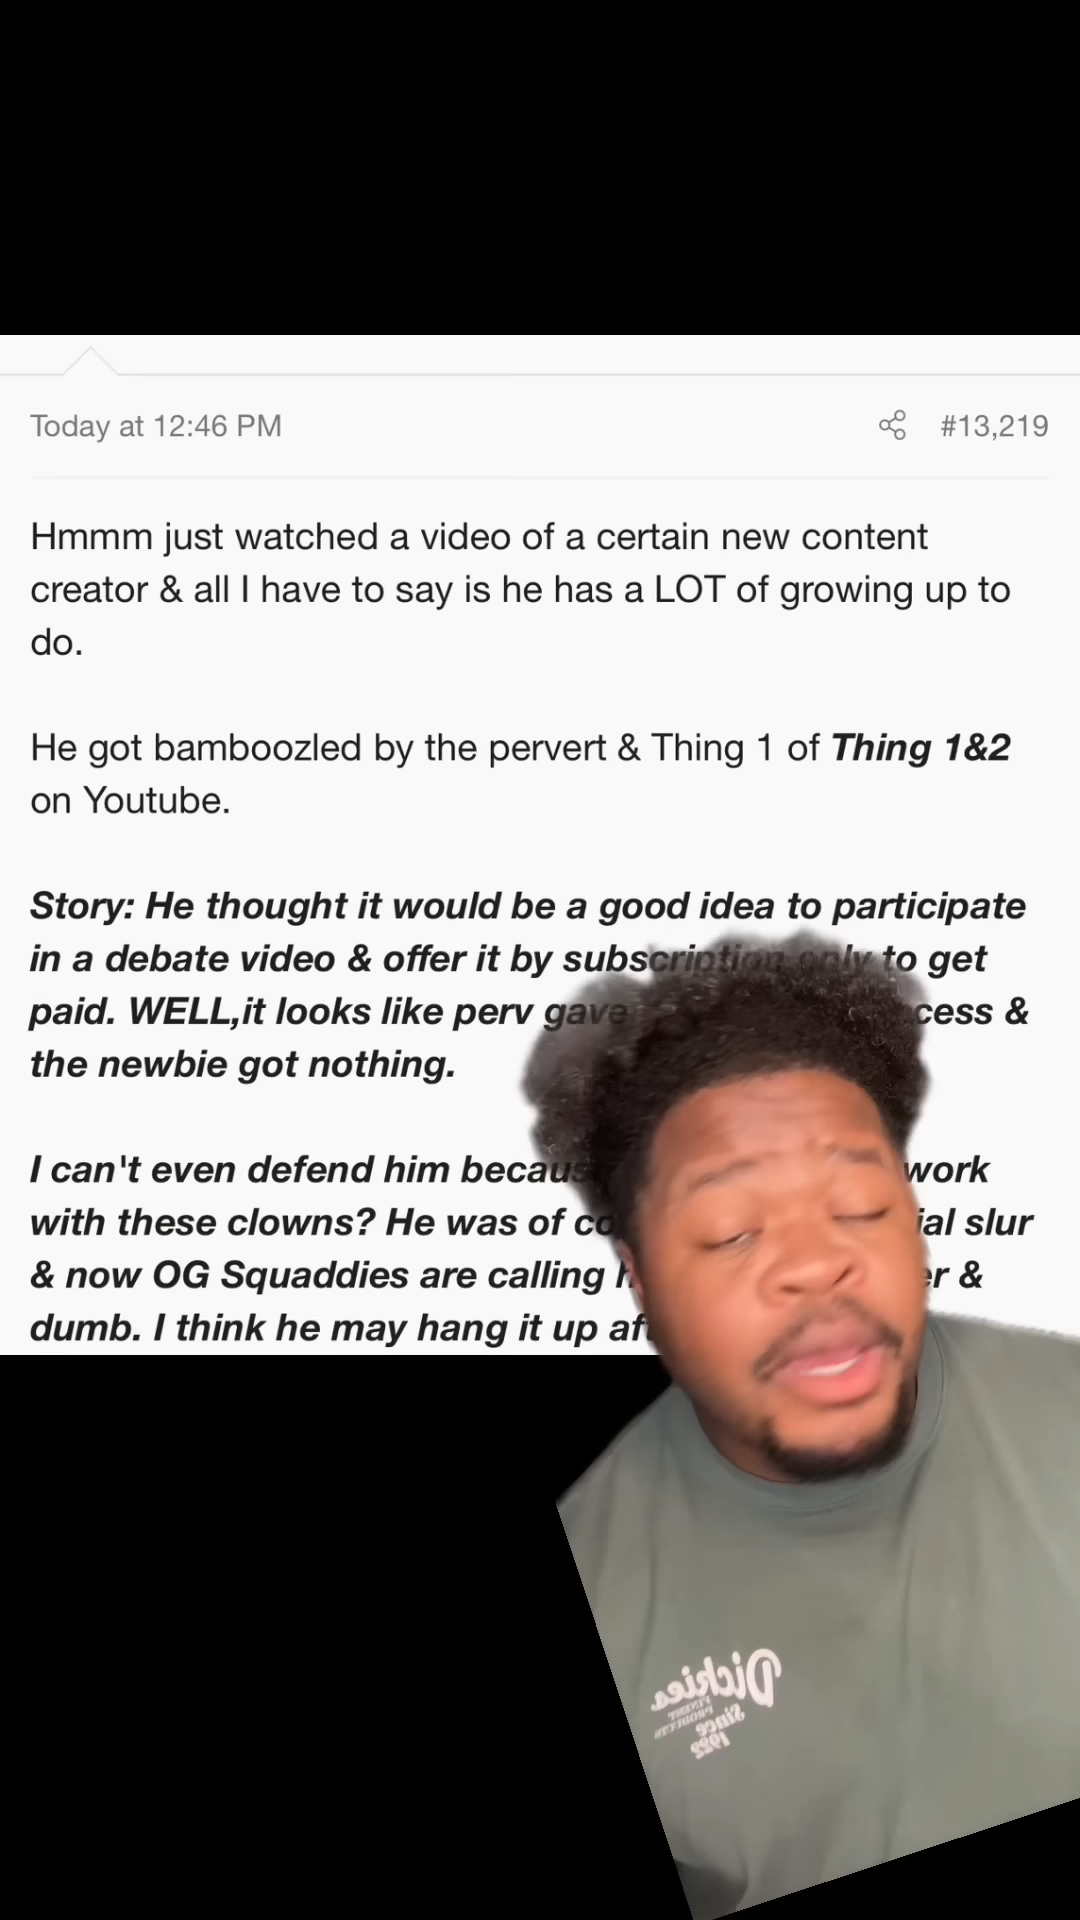 Today at 12:46 PM #13,219
Hmmm just watched a video of a certain new content
creator & all I have to say is he has a LOT of growing up to
do.
He got bamboozled by the pervert & Thing 1 of Thing 1&2
on Youtube.
Story: He thought it would be a good idea to participate
in a debate video & offer it by subscription only to get
paid. WELL,it looks like perv gave cess &
the newbie got nothing.
I can't even defend him becaus work
with these clowns? He was of co ial slur
& now OG Squaddies are calling h er &
dumb. I think he may hang it up aft
Dickies
FINEST
PRODUCTS
Since
1922